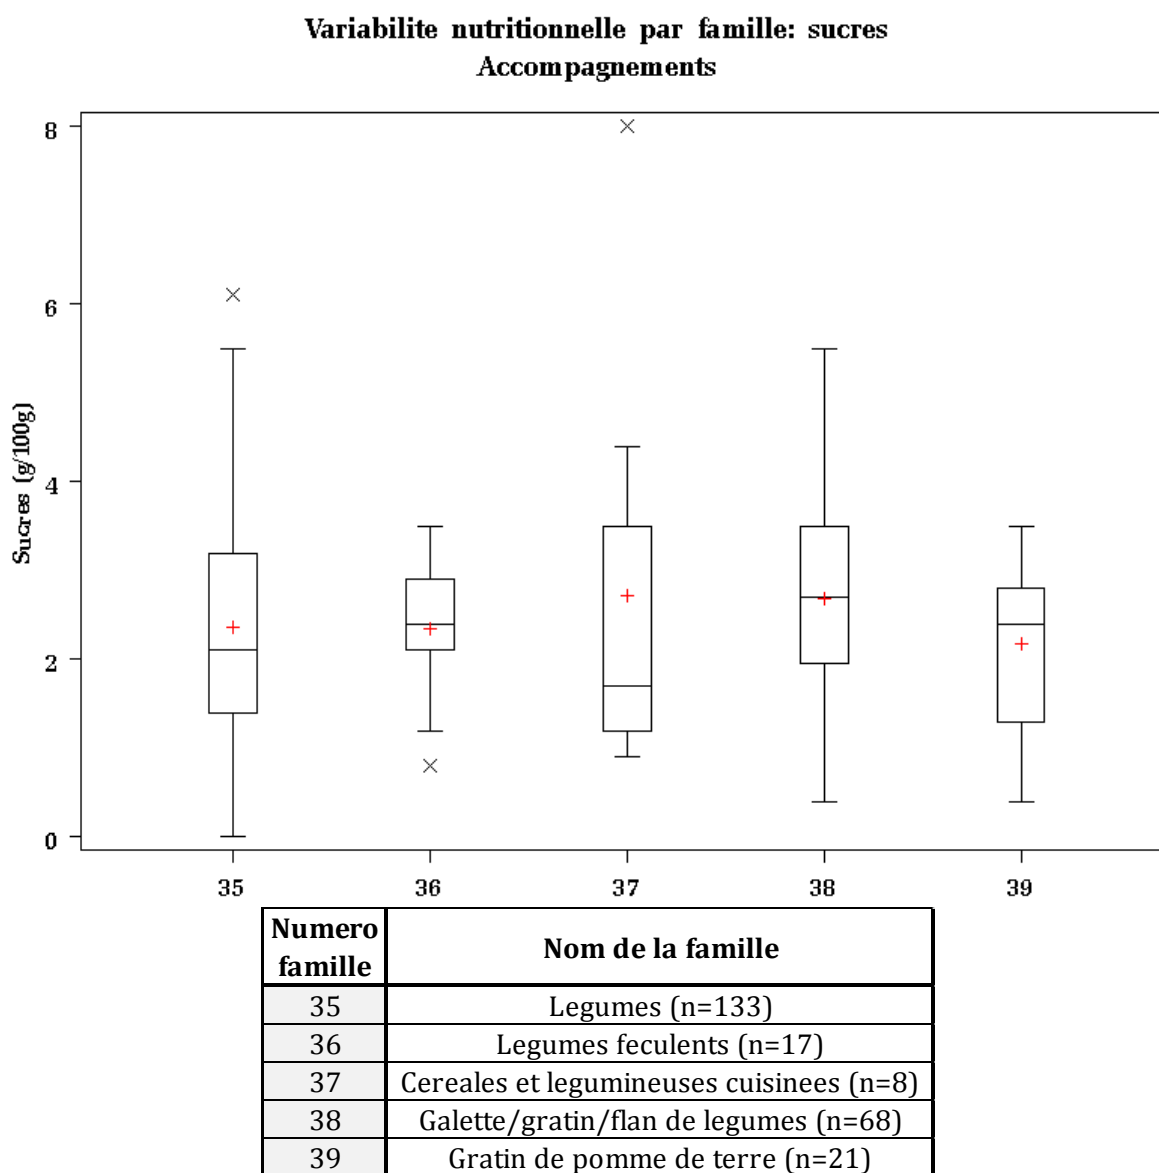 Variabilite nutritionnelle par famille: sucres
Accompagnements
8
6
4
2
0
Sucres (g/100g)
35 36 37 38 39
Numero famille Nom de la famille
35 Legumes (n=133)
36 Legumes feculents (n=17)
37 Cereales et legumineuses cuisinees (n=8)
38 Galette/gratin/flan de legumes (n=68)
39 Gratin de pomme de terre (n=21)